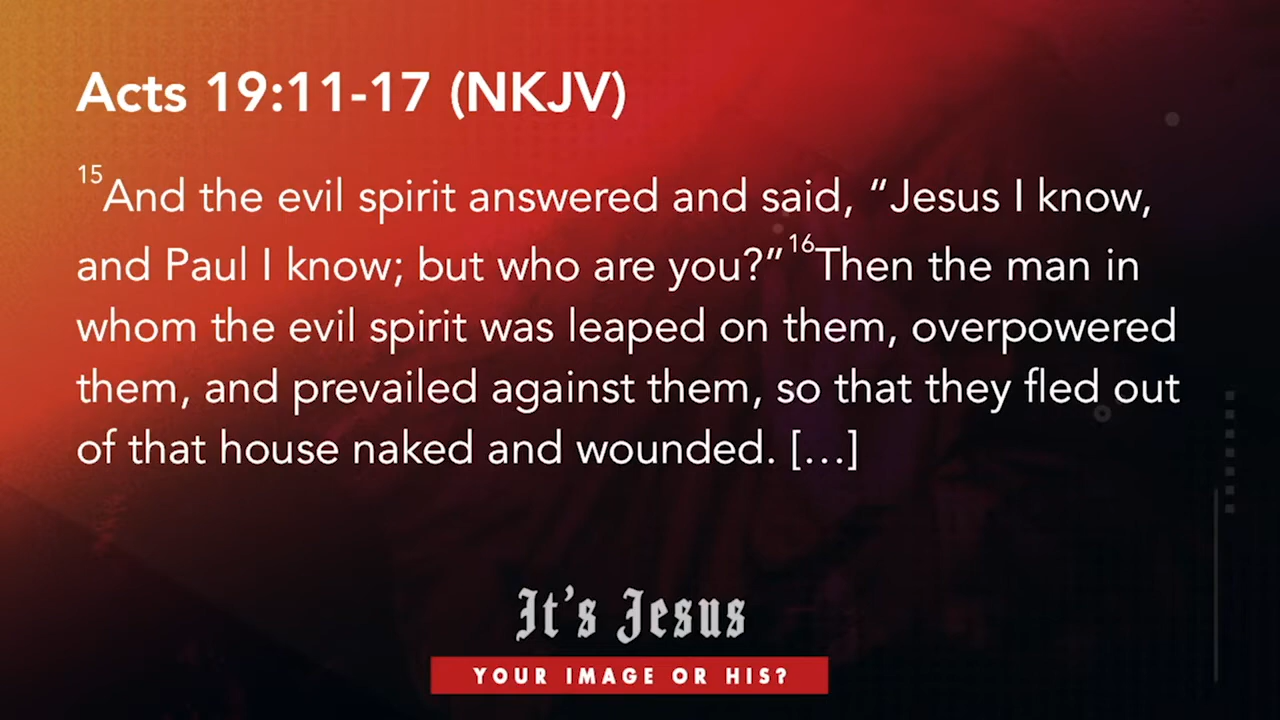 Acts 19:11-17 (NKJV)
15And the evil spirit answered and said, “Jesus I know,
and Paul I know; but who are you?” 16Then the man in
whom the evil spirit was leaped on them, overpowered
them, and prevailed against them, so that they fled out
of that house naked and wounded. […]
It’s Jesus
YOUR IMAGE OR HIS?